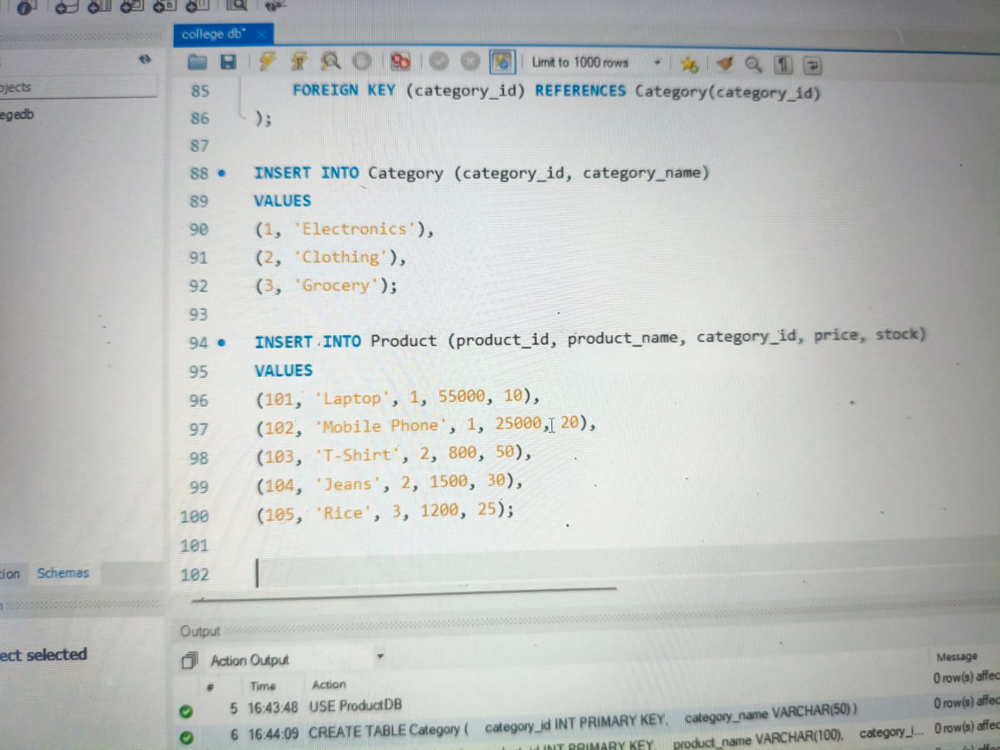 college db*
Limit to 1000 rows
bjects
egedb
85 FOREIGN KEY (category_id) REFERENCES Category(category_id)
86 );
87
88 INSERT INTO Category (category_id, category_name)
89 VALUES
90 (1, 'Electronics'),
91 (2, 'Clothing'),
92 (3, 'Grocery');
93
94 INSERT INTO Product (product_id, product_name, category_id, price, stock)
95 VALUES
96 (101, 'Laptop', 1, 55000, 10),
97 (102, 'Mobile Phone', 1, 25000, 20),
98 (103, 'T-Shirt', 2, 800, 50),
99 (104, 'Jeans', 2, 1500, 30),
100 (105, 'Rice', 3, 1200, 25);
101
102
tion Schemas
ect selected
Output
Action Output
# Time Action Message
5 16:43:48 USE ProductDB 0 row(s) affec
6 16:44:09 CREATE TABLE Category ( category_id INT PRIMARY KEY, category_name VARCHAR(50) ) 0 row(s) affec
INT PRIMARY KEY, product_name VARCHAR(100), category_i... 0 row(s) affec